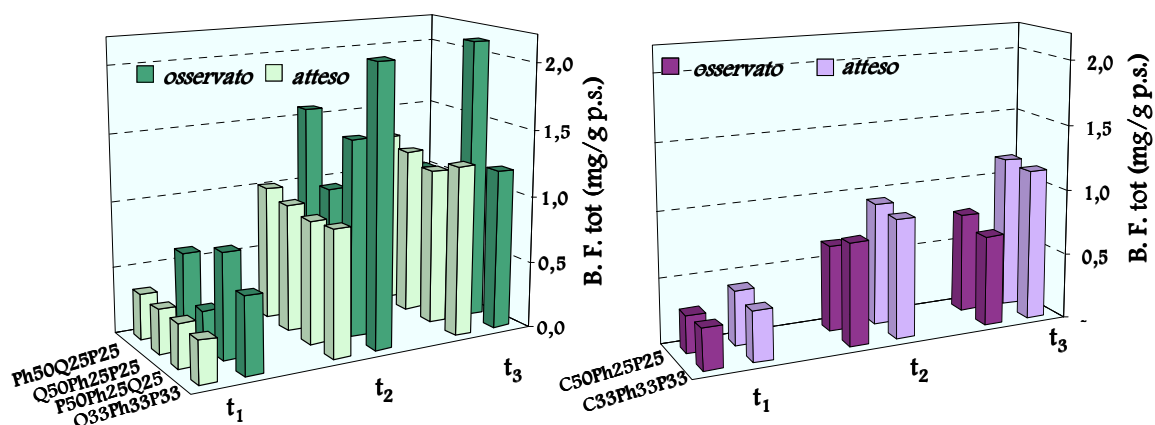 osservato atteso
2,0
1,5
1,0
0,5
0,0
B. F. tot (mg/g p.s.)
Ph50Q25P25
Q50Ph25P25
P50Ph25Q25
Q33Ph33P33
t1
t2
t3
osservato atteso
2,0
1,5
1,0
0,5
-
B. F. tot (mg/g p.s.)
C50Ph25P25
C33Ph33P33
t1
t2
t3